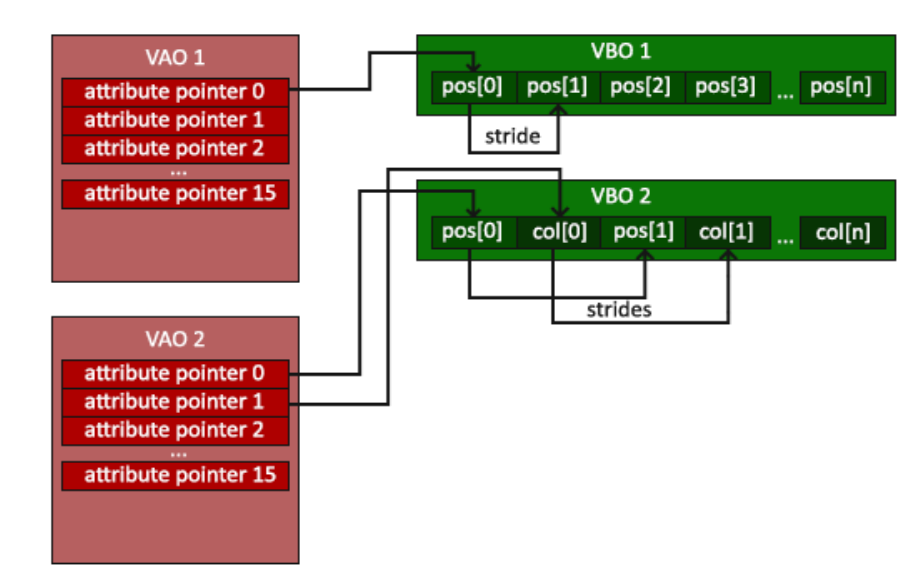 VAO 1
attribute pointer 0
attribute pointer 1
attribute pointer 2
...
attribute pointer 15
VBO 1
pos[0] pos[1] pos[2] pos[3] ... pos[n]
stride
VBO 2
pos[0] col[0] pos[1] col[1] ... col[n]
strides
VAO 2
attribute pointer 0
attribute pointer 1
attribute pointer 2
...
attribute pointer 15